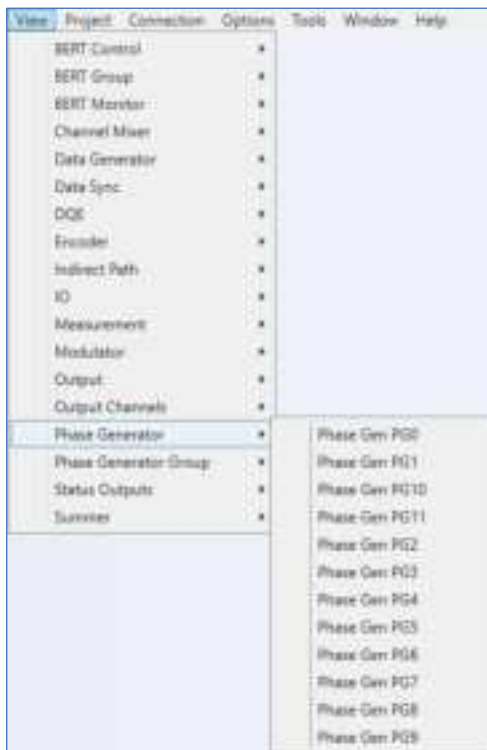 View Project Connection Options Tools Window Help
BERT Control
BERT Group
BERT Monitor
Channel Mixer
Data Generator
Data Sync
DQE
Encoder
Indirect Path
IO
Measurement
Modulator
Output
Output Channels
Phase Generator
Phase Generator Group
Status Outputs
Summer
Phase Gen PG0
Phase Gen PG1
Phase Gen PG10
Phase Gen PG11
Phase Gen PG2
Phase Gen PG3
Phase Gen PG4
Phase Gen PG5
Phase Gen PG6
Phase Gen PG7
Phase Gen PG8
Phase Gen PG9